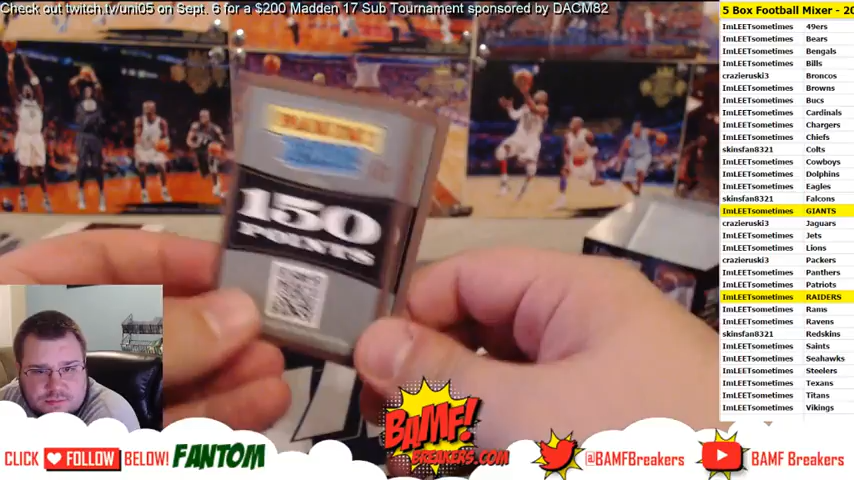 Check out twitch.tv/uni05 on Sept. 6 for a $200 Madden 17 Sub Tournament sponsored by DACM82
5 Box Football Mixer - 20
ImLEETsometimes 49ers
ImLEETsometimes Bears
ImLEETsometimes Bengals
ImLEETsometimes Bills
crazieruski3 Broncos
ImLEETsometimes Browns
ImLEETsometimes Bucs
ImLEETsometimes Cardinals
ImLEETsometimes Chargers
ImLEETsometimes Chiefs
skinsfan8321 Colts
ImLEETsometimes Cowboys
ImLEETsometimes Dolphins
ImLEETsometimes Eagles
skinsfan8321 Falcons
ImLEETsometimes GIANTS
crazieruski3 Jaguars
ImLEETsometimes Jets
ImLEETsometimes Lions
crazieruski3 Packers
ImLEETsometimes Panthers
ImLEETsometimes Patriots
ImLEETsometimes RAIDERS
ImLEETsometimes Rams
ImLEETsometimes Ravens
skinsfan8321 Redskins
ImLEETsometimes Saints
ImLEETsometimes Seahawks
ImLEETsometimes Steelers
ImLEETsometimes Texans
ImLEETsometimes Titans
ImLEETsometimes Vikings
PANINI
150
POINTS
CLICK FOLLOW BELOW! FANTOM
BAMF!
BREAKERS.COM
@BAMFBreakers
BAMF Breakers